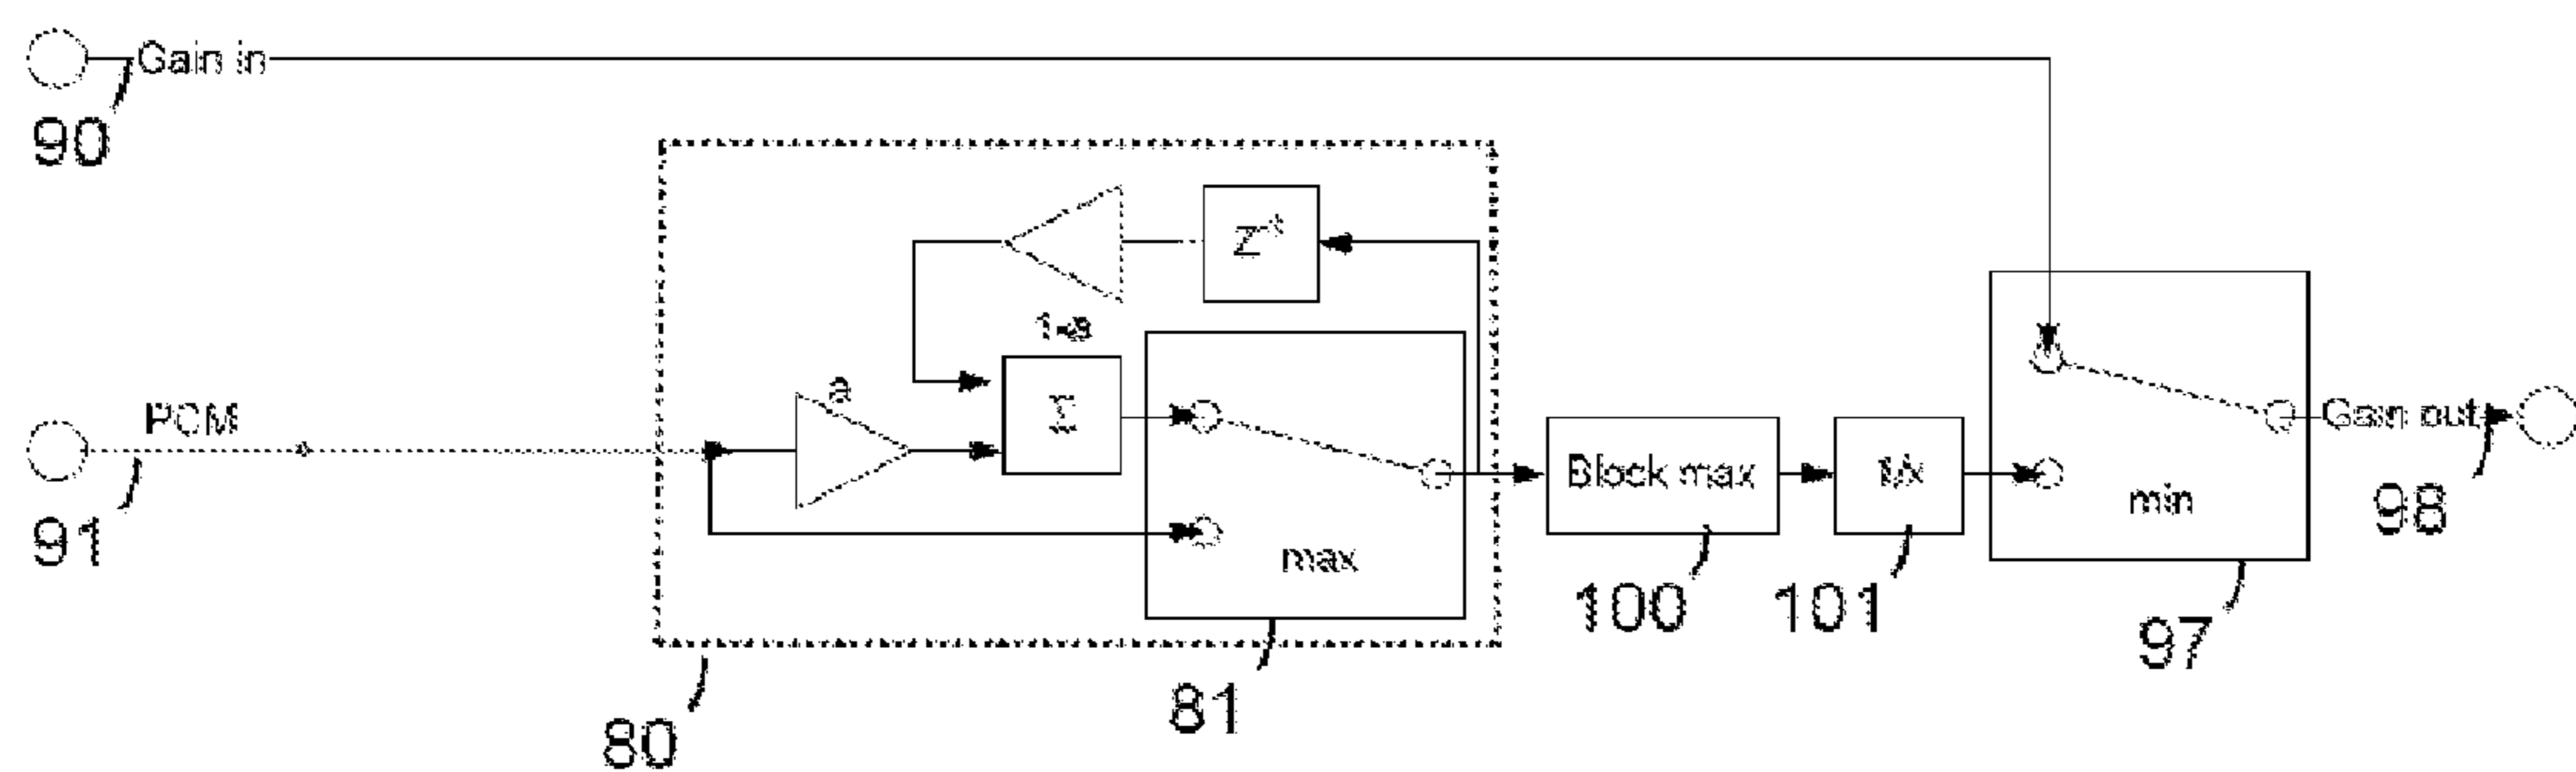 Gain in
90
Z⁻¹
1-a
a
Σ
PCM
Gain out
Block max
1/x
min
max
91
98
100
101
97
81
80